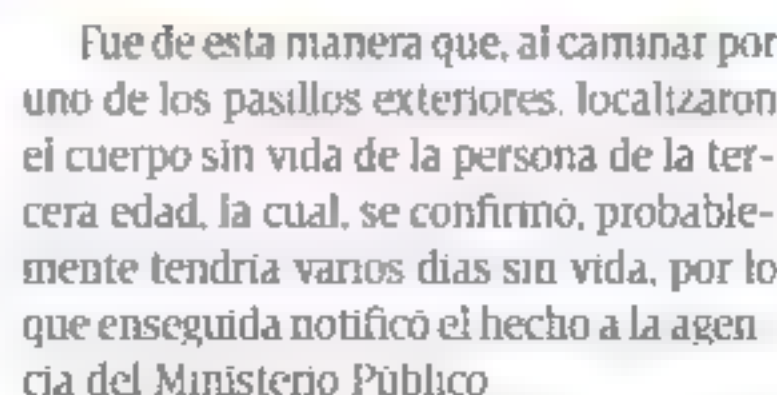 Fue de esta manera que, al caminar por
uno de los pasillos exteriores, localizaron
el cuerpo sin vida de la persona de la ter-
cera edad, la cual, se confirmó, probable-
mente tendría varios días sin vida, por lo
que enseguida notificó el hecho a la agen
cia del Ministerio Público